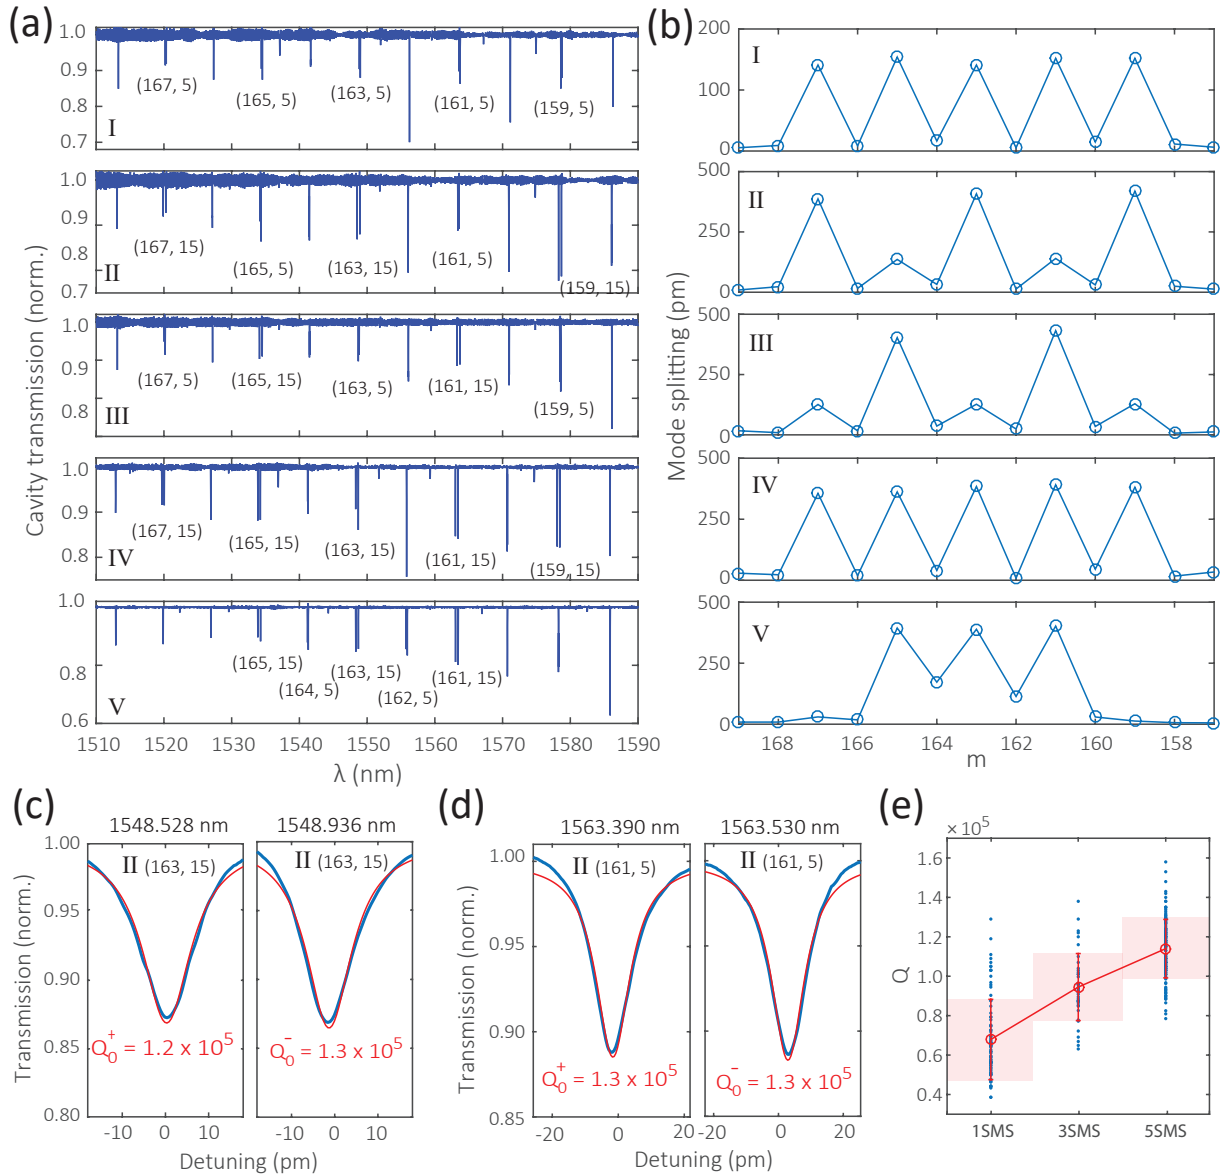 (a)
Cavity transmission (norm.)
1.0
0.9
0.8
0.7
(167, 5)
(165, 5)
(163, 5)
(161, 5)
(159, 5)
I
1.0
0.9
0.8
0.7
(167, 15)
(165, 5)
(163, 15)
(161, 5)
(159, 15)
II
1.0
0.8
0.8
(167, 5)
(165, 15)
(163, 5)
(161, 15)
(159, 5)
III
1.0
0.9
0.8
(167, 15)
(165, 15)
(163, 15)
(161, 15)
(159, 15)
IV
1.0
0.8
0.6
(165, 15)
(164, 5)
(163, 15)
(162, 5)
(161, 15)
V
1510 1520 1530 1540 1550 1560 1570 1580 1590
λ (nm)
(b)
Mode splitting (pm)
200
100
0
I
500
250
0
II
500
250
0
III
500
250
0
IV
500
250
0
V
168 166 164 162 160 158
m
(c)
1548.528 nm
1548.936 nm
II (163, 15)
II (163, 15)
Transmission (norm.)
1.00
0.95
0.90
0.85
0.80
Q₀⁺ = 1.2 x 10⁵
Q₀⁻ = 1.3 x 10⁵
-10 0 10
-10 0 10
Detuning (pm)
(d)
1563.390 nm
1563.530 nm
II (161, 5)
II (161, 5)
Transmission (norm.)
1.00
0.95
0.90
0.85
Q₀⁺ = 1.3 x 10⁵
Q₀⁻ = 1.3 x 10⁵
-20 0 20
-20 0 20
Detuning (pm)
(e)
× 10⁵
Q
1.6
1.4
1.2
1.0
0.8
0.6
0.4
1SMS 3SMS 5SMS